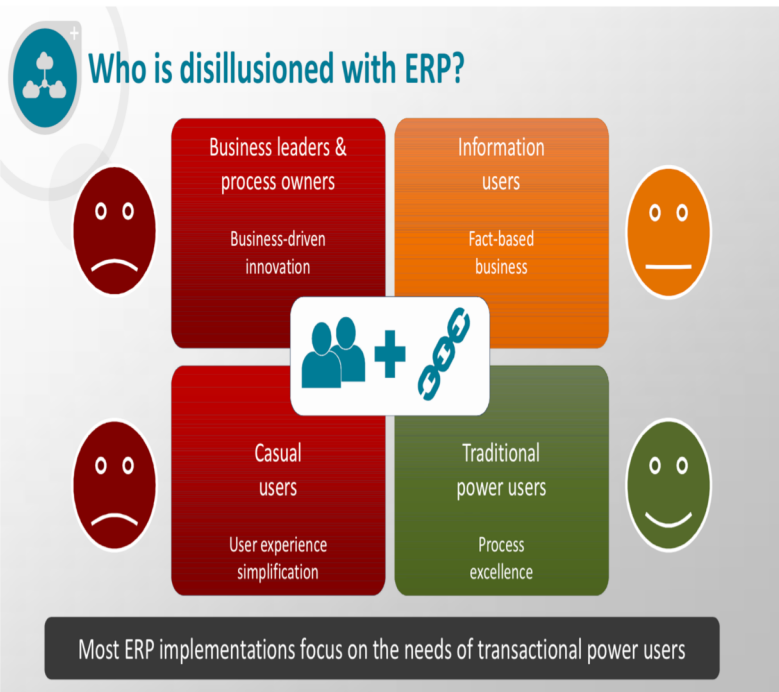 Who is disillusioned with ERP?
Business leaders &
process owners
Business-driven
innovation
Information
users
Fact-based
business
Casual
users
User experience
simplification
Traditional
power users
Process
excellence
Most ERP implementations focus on the needs of transactional power users